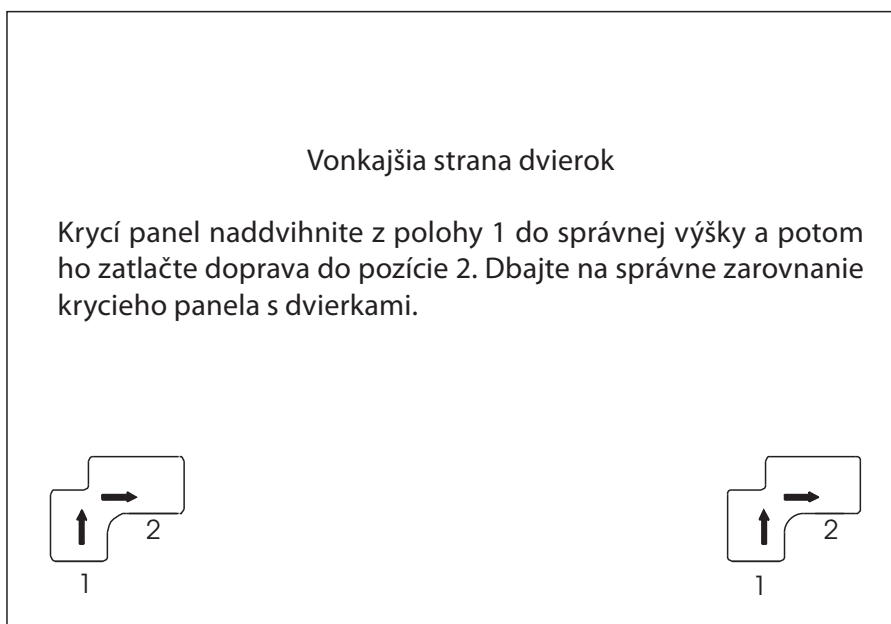 Vonkajšia strana dvierok
Krycí panel naddvihnite z polohy 1 do správnej výšky a potom
ho zatlačte doprava do pozície 2. Dbajte na správne zarovnanie
krycieho panela s dvierkami.
2 2
1 1